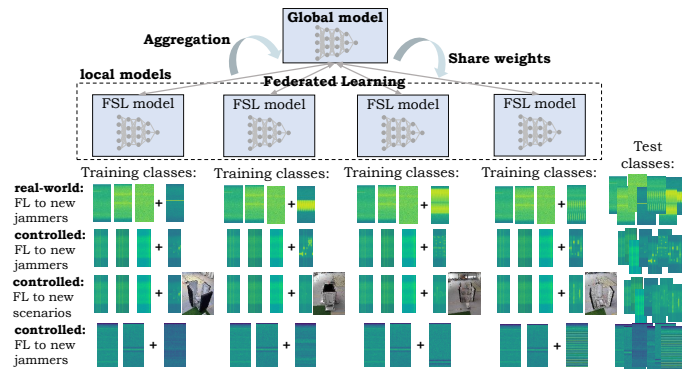 Global model
Aggregation
Share weights
local models
Federated Learning
FSL model
FSL model
FSL model
FSL model
Training classes:
Training classes:
Training classes:
Training classes:
Test
classes:
real-world:
FL to new
jammers
+
+
+
+
controlled:
FL to new
jammers
+
+
+
+
controlled:
FL to new
scenarios
+
+
+
+
controlled:
FL to new
jammers
+
+
+
+